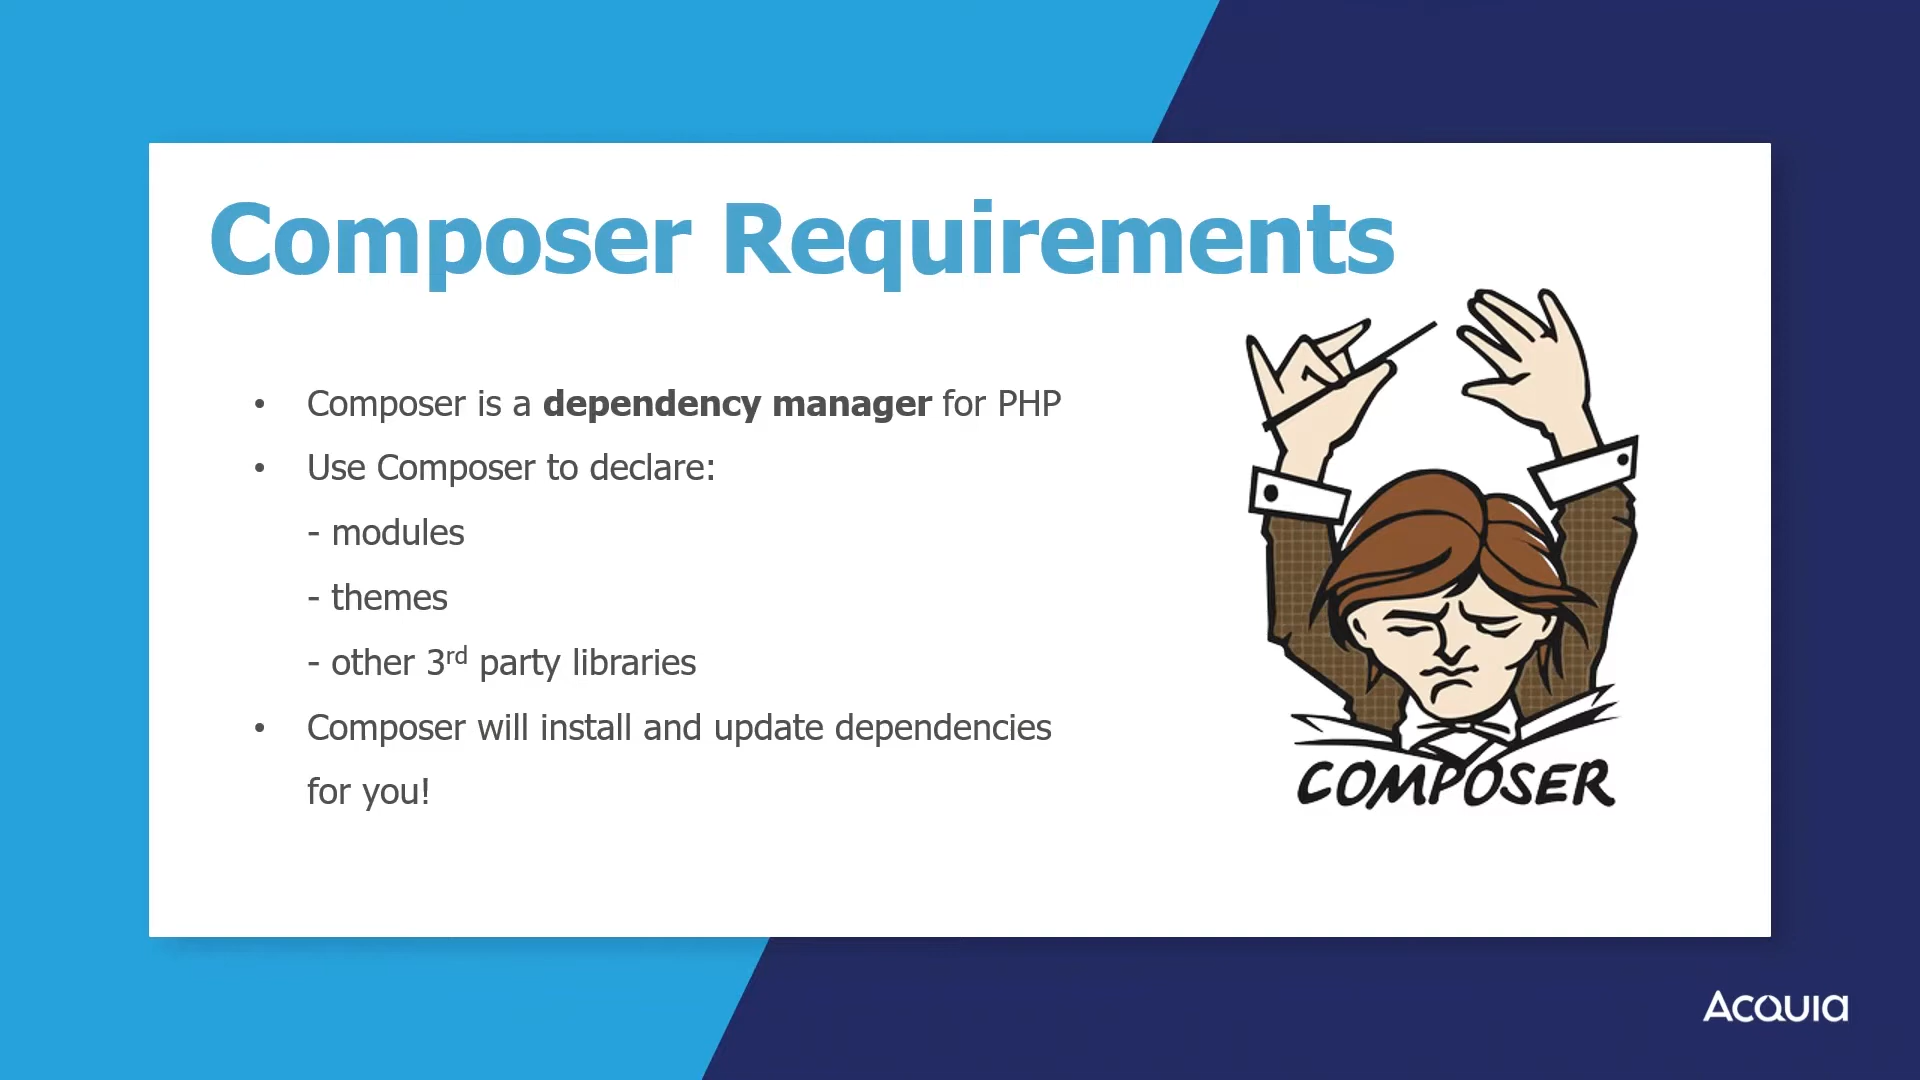 Composer Requirements
• Composer is a dependency manager for PHP
• Use Composer to declare:
- modules
- themes
- other 3rd party libraries
• Composer will install and update dependencies
for you!
COMPOSER
ACQUIA